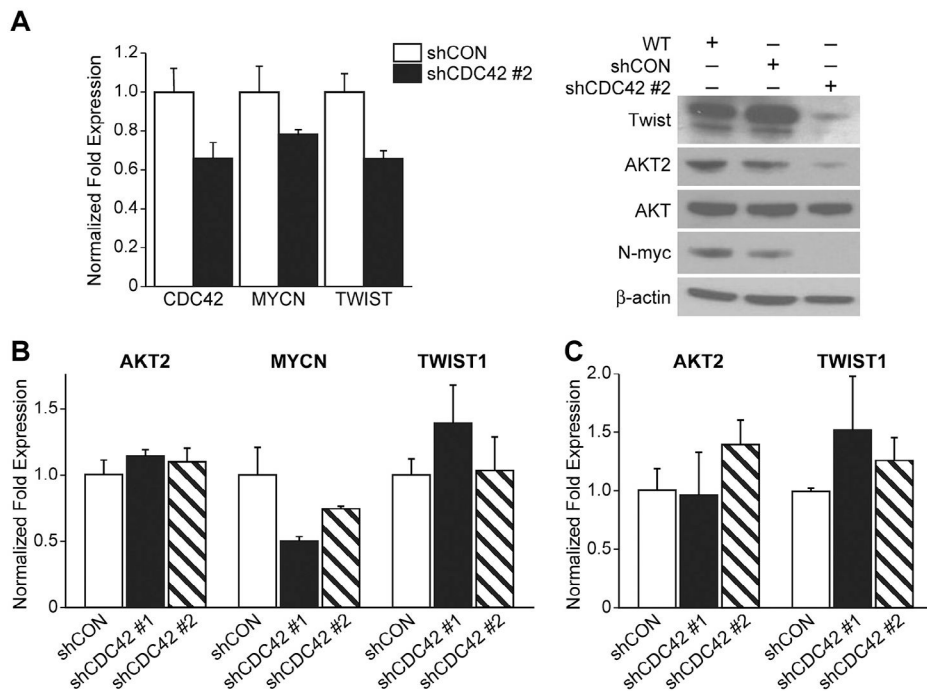 A
Normalized Fold Expression
1.2
1.0
0.8
0.6
0.4
0.2
0
CDC42 MYCN TWIST
shCON
shCDC42 #2
WT + – –
shCON – + –
shCDC42 #2 – – +
Twist
AKT2
AKT
N-myc
β-actin
B
AKT2 MYCN TWIST1
Normalized Fold Expression
1.5
1.0
0.5
0
shCON shCDC42 #1 shCDC42 #2 shCON shCDC42 #1 shCDC42 #2 shCON shCDC42 #1 shCDC42 #2
C
AKT2 TWIST1
Normalized Fold Expression
2.0
1.5
1.0
0.5
0
shCON shCDC42 #1 shCDC42 #2 shCON shCDC42 #1 shCDC42 #2